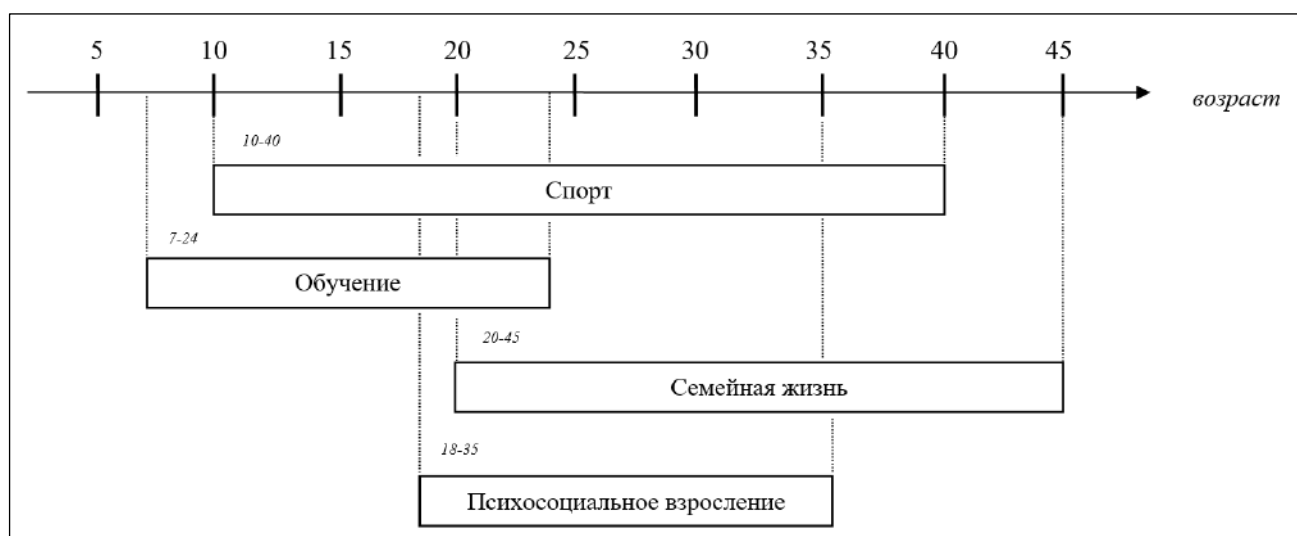 5 10 15 20 25 30 35 40 45
возраст
10-40
Спорт
7-24
Обучение
20-45
Семейная жизнь
18-35
Психосоциальное взросление